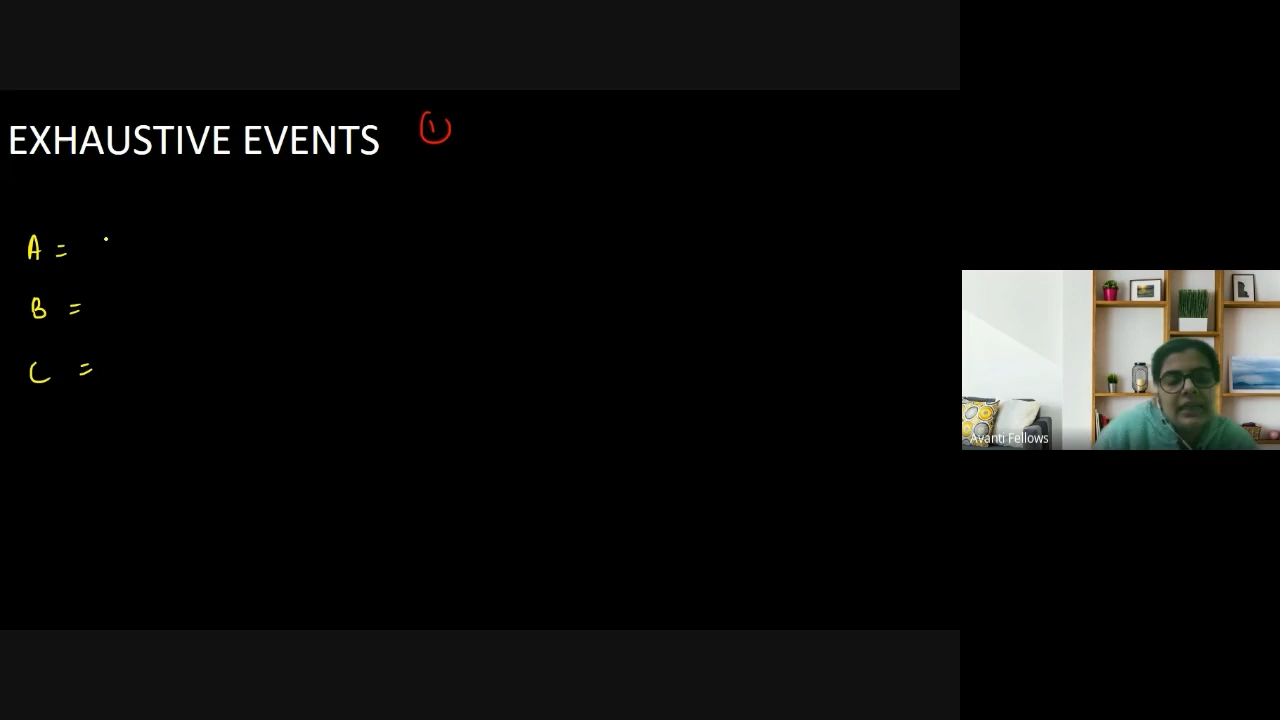 EXHAUSTIVE EVENTS ①
A =
B =
C =
Avanti Fellows